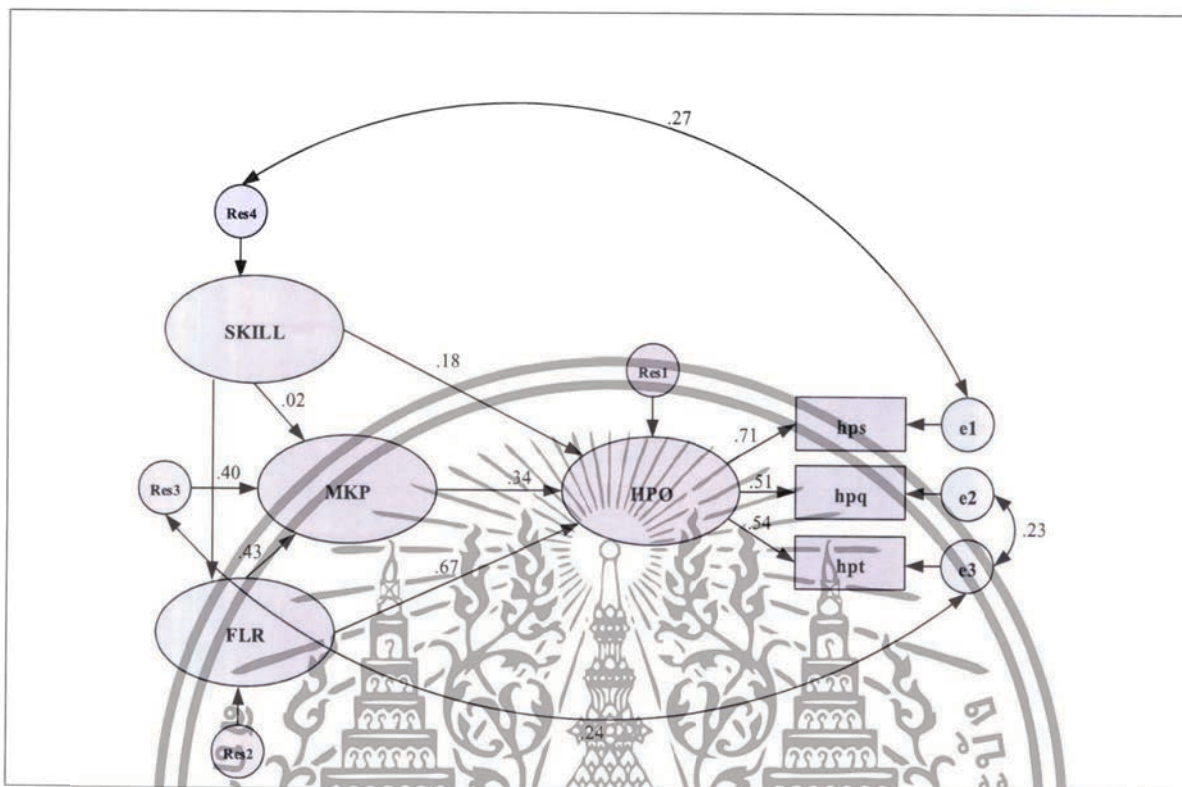 .27
Res4
SKILL
.18
Res1
.02
hps
e1
.71
.40
Res3
MKP
.34
HPO
.51
hpq
e2
.23
.54
.43
hpt
e3
.67
FLR
.24
Res2